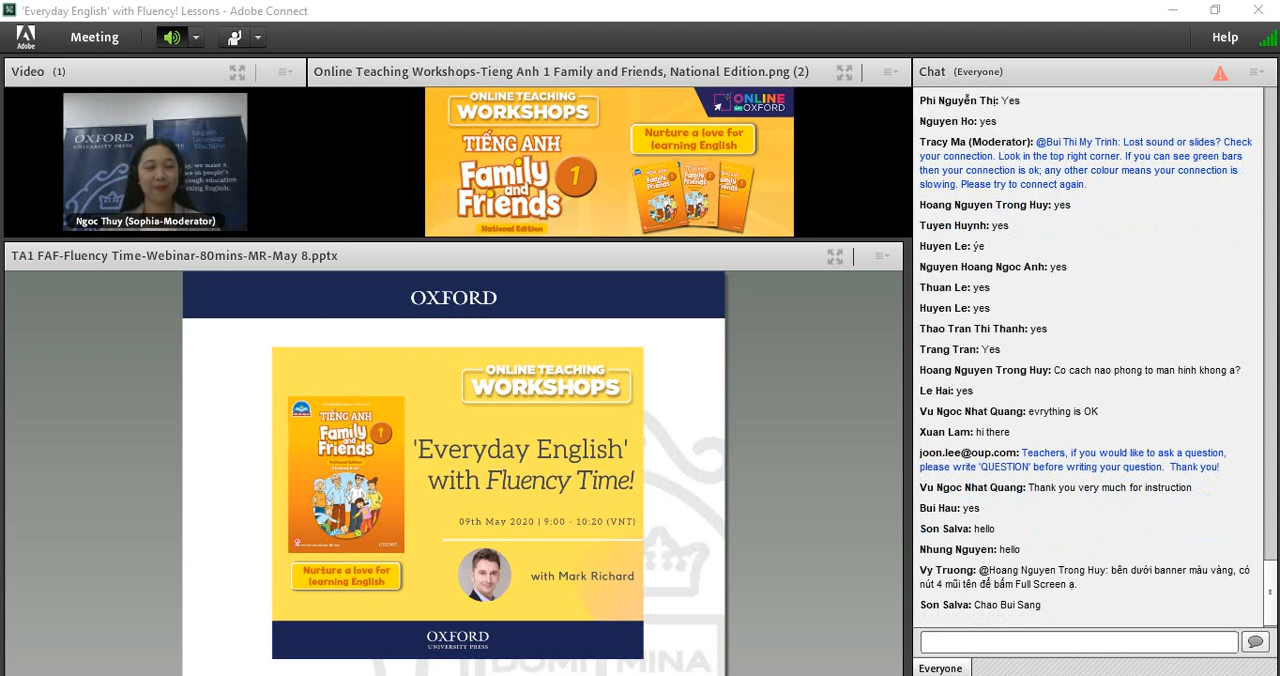 'Everyday English' with Fluency! Lessons - Adobe Connect
Adobe
Meeting
Help
Video (1)
Online Teaching Workshops-Tieng Anh 1 Family and Friends, National Edition.png (2)
Chat (Everyone)
OXFORD
UNIVERSITY PRESS
Ngoc Thuy (Sophia-Moderator)
ONLINE TEACHING
WORKSHOPS
TIẾNG ANH
Family
and
Friends
1
National Edition
ONLINE
OXFORD
Nurture a love for
learning English
TA1 FAF-Fluency Time-Webinar-80mins-MR-May 8.pptx
OXFORD
ONLINE TEACHING
WORKSHOPS
TIẾNG ANH
Family
and
Friends
1
OXFORD
'Everyday English'
with Fluency Time!
09th May 2020 | 9:00 - 10:20 (VNT)
Nurture a love for
learning English
with Mark Richard
OXFORD
UNIVERSITY PRESS
DOMI MINA
Phi Nguyễn Thị: Yes
Nguyen Ho: yes
Tracy Ma (Moderator): @Bui Thi My Trinh: Lost sound or slides? Check
your connection. Look in the top right corner. If you can see green bars
then your connection is ok; any other colour means your connection is
slowing. Please try to connect again.
Hoang Nguyen Trong Huy: yes
Tuyen Huynh: yes
Huyen Le: ýe
Nguyen Hoang Ngoc Anh: yes
Thuan Le: yes
Huyen Le: yes
Thao Tran Thi Thanh: yes
Trang Tran: Yes
Hoang Nguyen Trong Huy: Co cach nao phong to man hinh khong ạ?
Le Hai: yes
Vu Ngoc Nhat Quang: evrything is OK
Xuan Lam: hi there
joon.lee@oup.com: Teachers, if you would like to ask a question,
please write 'QUESTION' before writing your question. Thank you!
Vu Ngoc Nhat Quang: Thank you very much for instruction
Bui Hau: yes
Son Salva: hello
Nhung Nguyen: hello
Vy Truong: @Hoang Nguyen Trong Huy: bên dưới banner màu vàng, có
nút 4 mũi tên để bấm Full Screen ạ.
Son Salva: Chao Bui Sang
Everyone